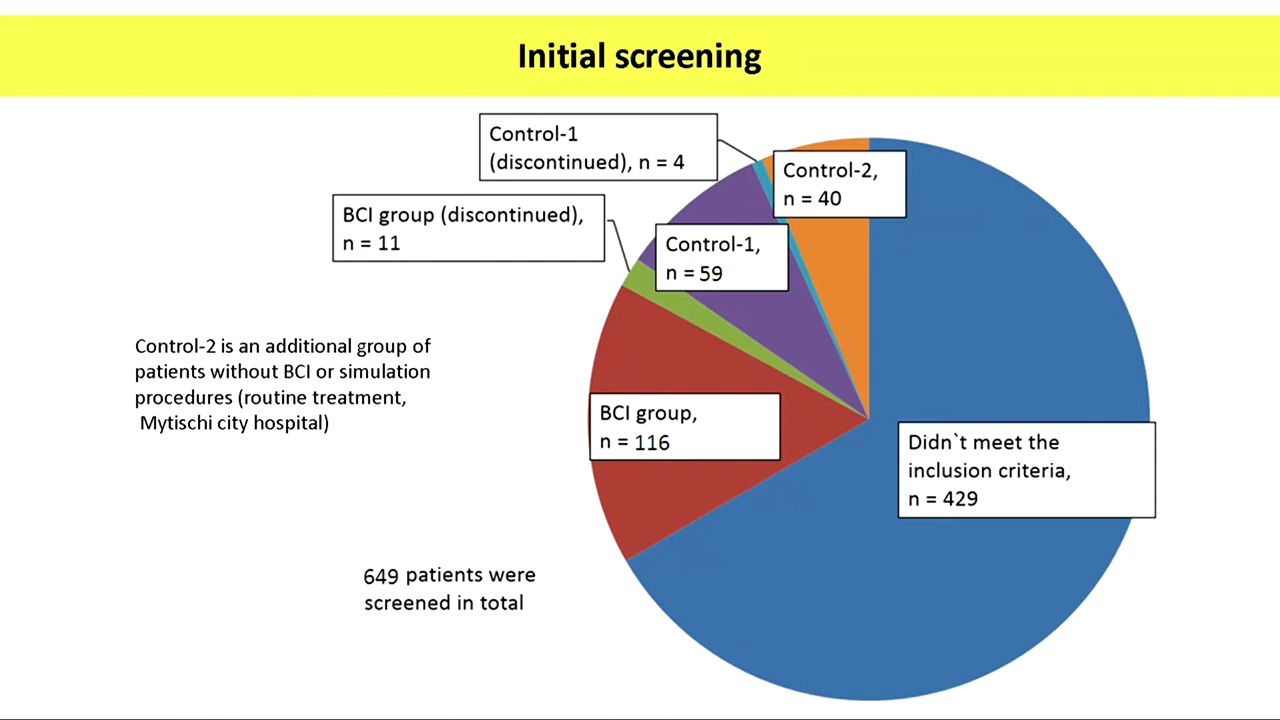 Initial screening
Control-1
(discontinued), n = 4
Control-2,
n = 40
BCI group (discontinued),
n = 11
Control-1,
n = 59
Control-2 is an additional group of
patients without BCI or simulation
procedures (routine treatment,
Mytischi city hospital)
BCI group,
n = 116
Didn`t meet the
inclusion criteria,
n = 429
649 patients were
screened in total